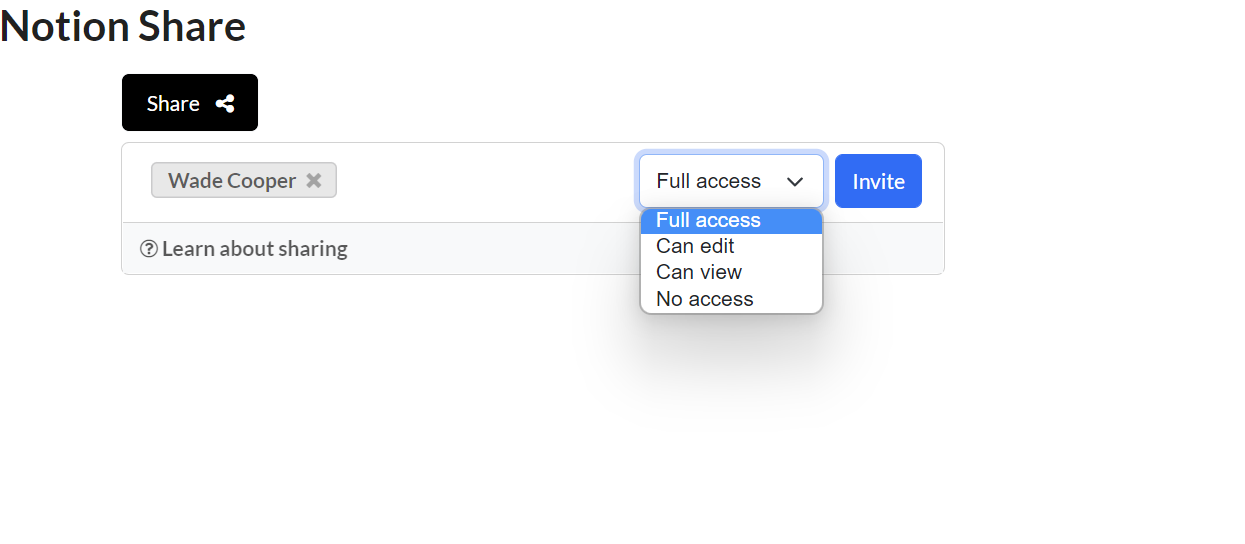 Notion Share
Share
Wade Cooper
Full access
Invite
Full access
Can edit
Can view
No access
Learn about sharing